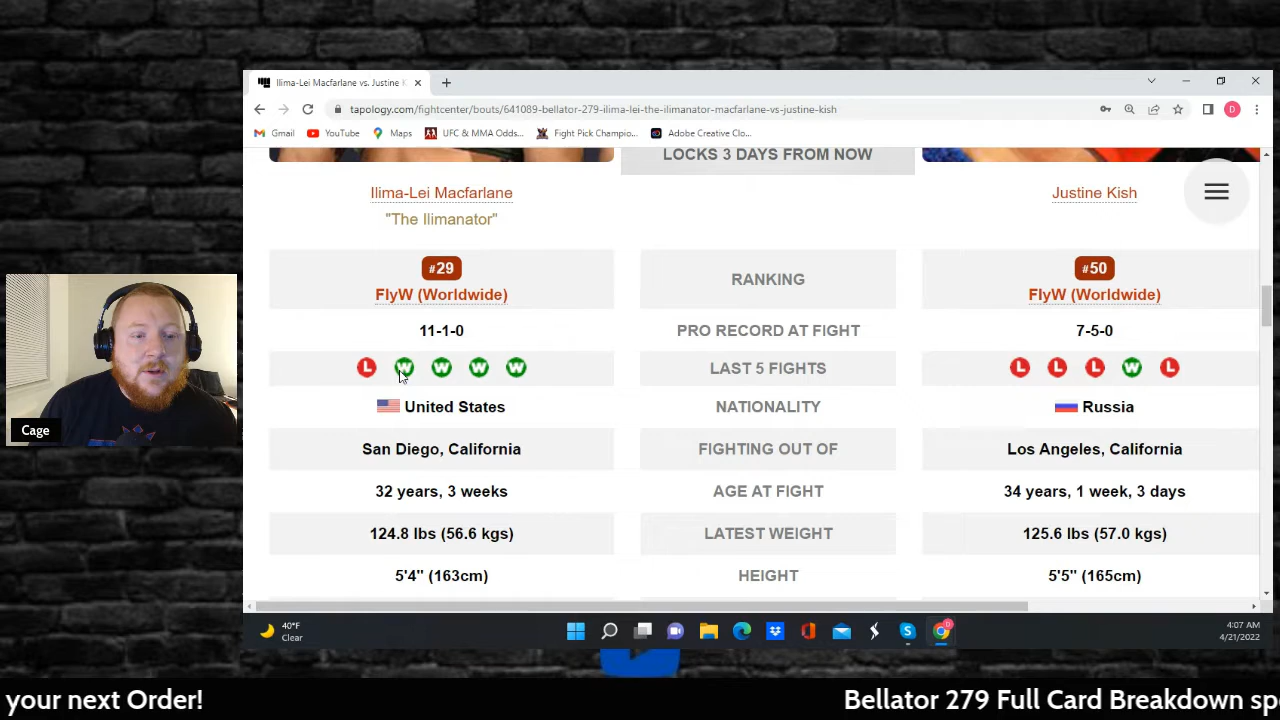 Ilima-Lei Macfarlane vs. Justine K
tapology.com/fightcenter/bouts/641089-bellator-279-ilima-lei-the-ilimanator-macfarlane-vs-justine-kish
D
Gmail YouTube Maps UFC & MMA Odds... Fight Pick Champio... Adobe Creative Clo...
LOCKS 3 DAYS FROM NOW
Ilima-Lei Macfarlane Justine Kish
"The Ilimanator"
#29 RANKING #50
FlyW (Worldwide) FlyW (Worldwide)
11-1-0 PRO RECORD AT FIGHT 7-5-0
L W W W W LAST 5 FIGHTS L L L W L
United States NATIONALITY Russia
San Diego, California FIGHTING OUT OF Los Angeles, California
32 years, 3 weeks AGE AT FIGHT 34 years, 1 week, 3 days
124.8 lbs (56.6 kgs) LATEST WEIGHT 125.6 lbs (57.0 kgs)
5'4" (163cm) HEIGHT 5'5" (165cm)
Cage
40°F
Clear
4:07 AM
4/21/2022
your next Order! Bellator 279 Full Card Breakdown sp